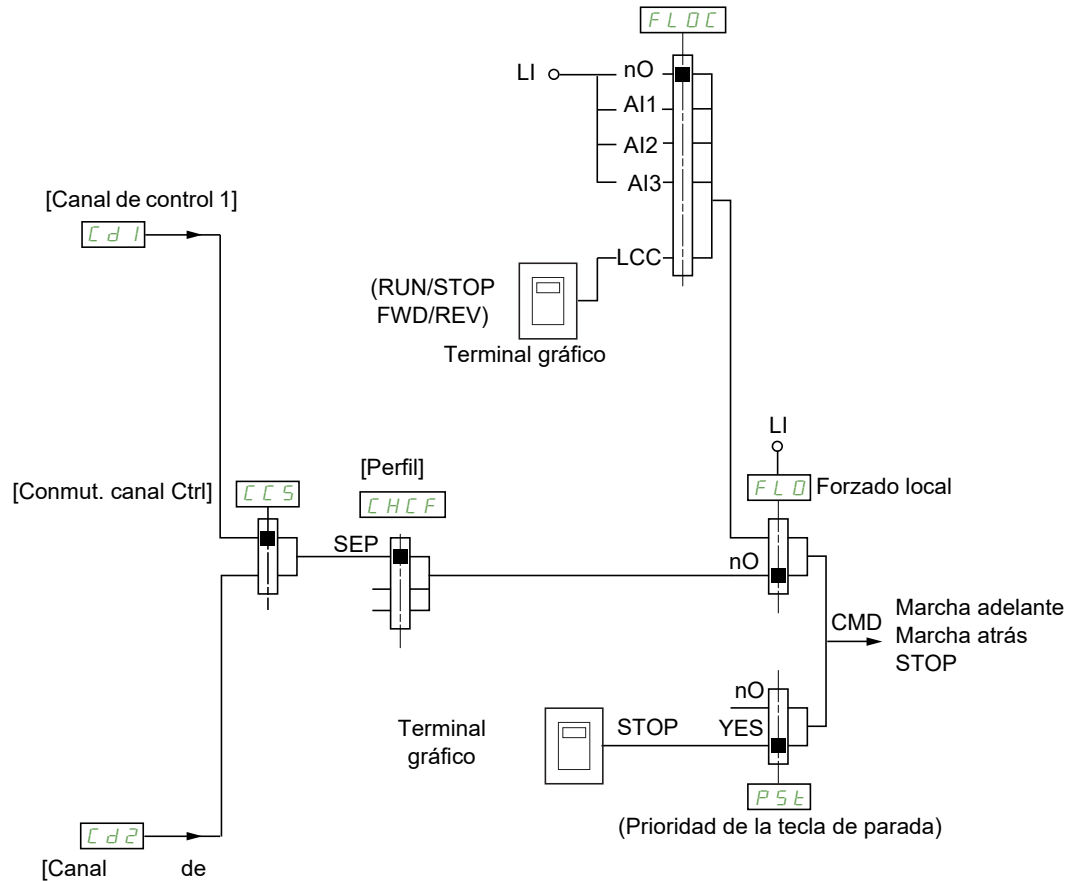 FLOC
LI
nO
AI1
AI2
AI3
LCC
(RUN/STOP
FWD/REV)
Terminal gráfico
[Canal de control 1]
Cd1
[Conmut. canal Ctrl]
CCS
[Perfil]
CHCF
SEP
LI
FLO Forzado local
nO
CMD
Marcha adelante
Marcha atrás
STOP
nO
Terminal
gráfico
STOP
YES
PSt
(Prioridad de la tecla de parada)
Cd2
[Canal de